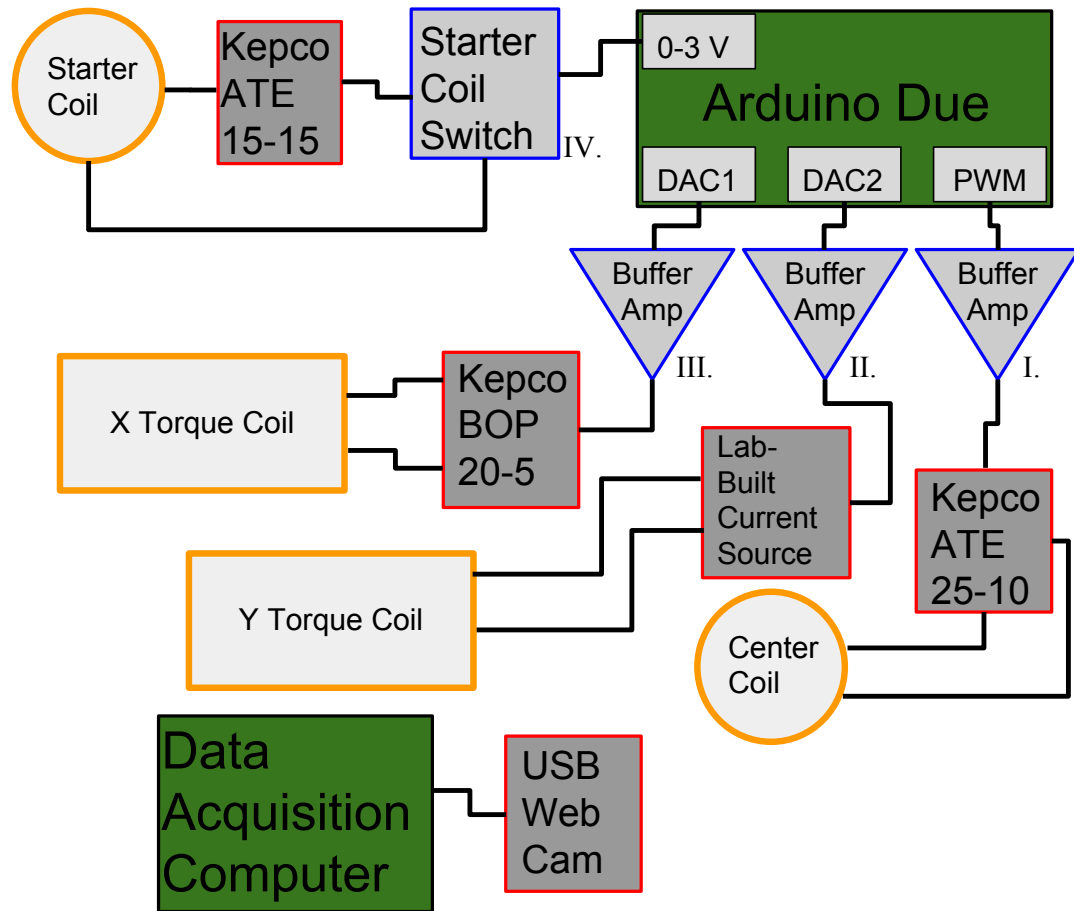 Starter
Coil
Kepco
ATE
15-15
Starter
Coil
Switch
IV.
0-3 V
Arduino Due
DAC1
DAC2
PWM
Buffer
Amp
III.
Buffer
Amp
II.
Buffer
Amp
I.
X Torque Coil
Kepco
BOP
20-5
Lab-
Built
Current
Source
Kepco
ATE
25-10
Y Torque Coil
Center
Coil
Data
Acquisition
Computer
USB
Web
Cam